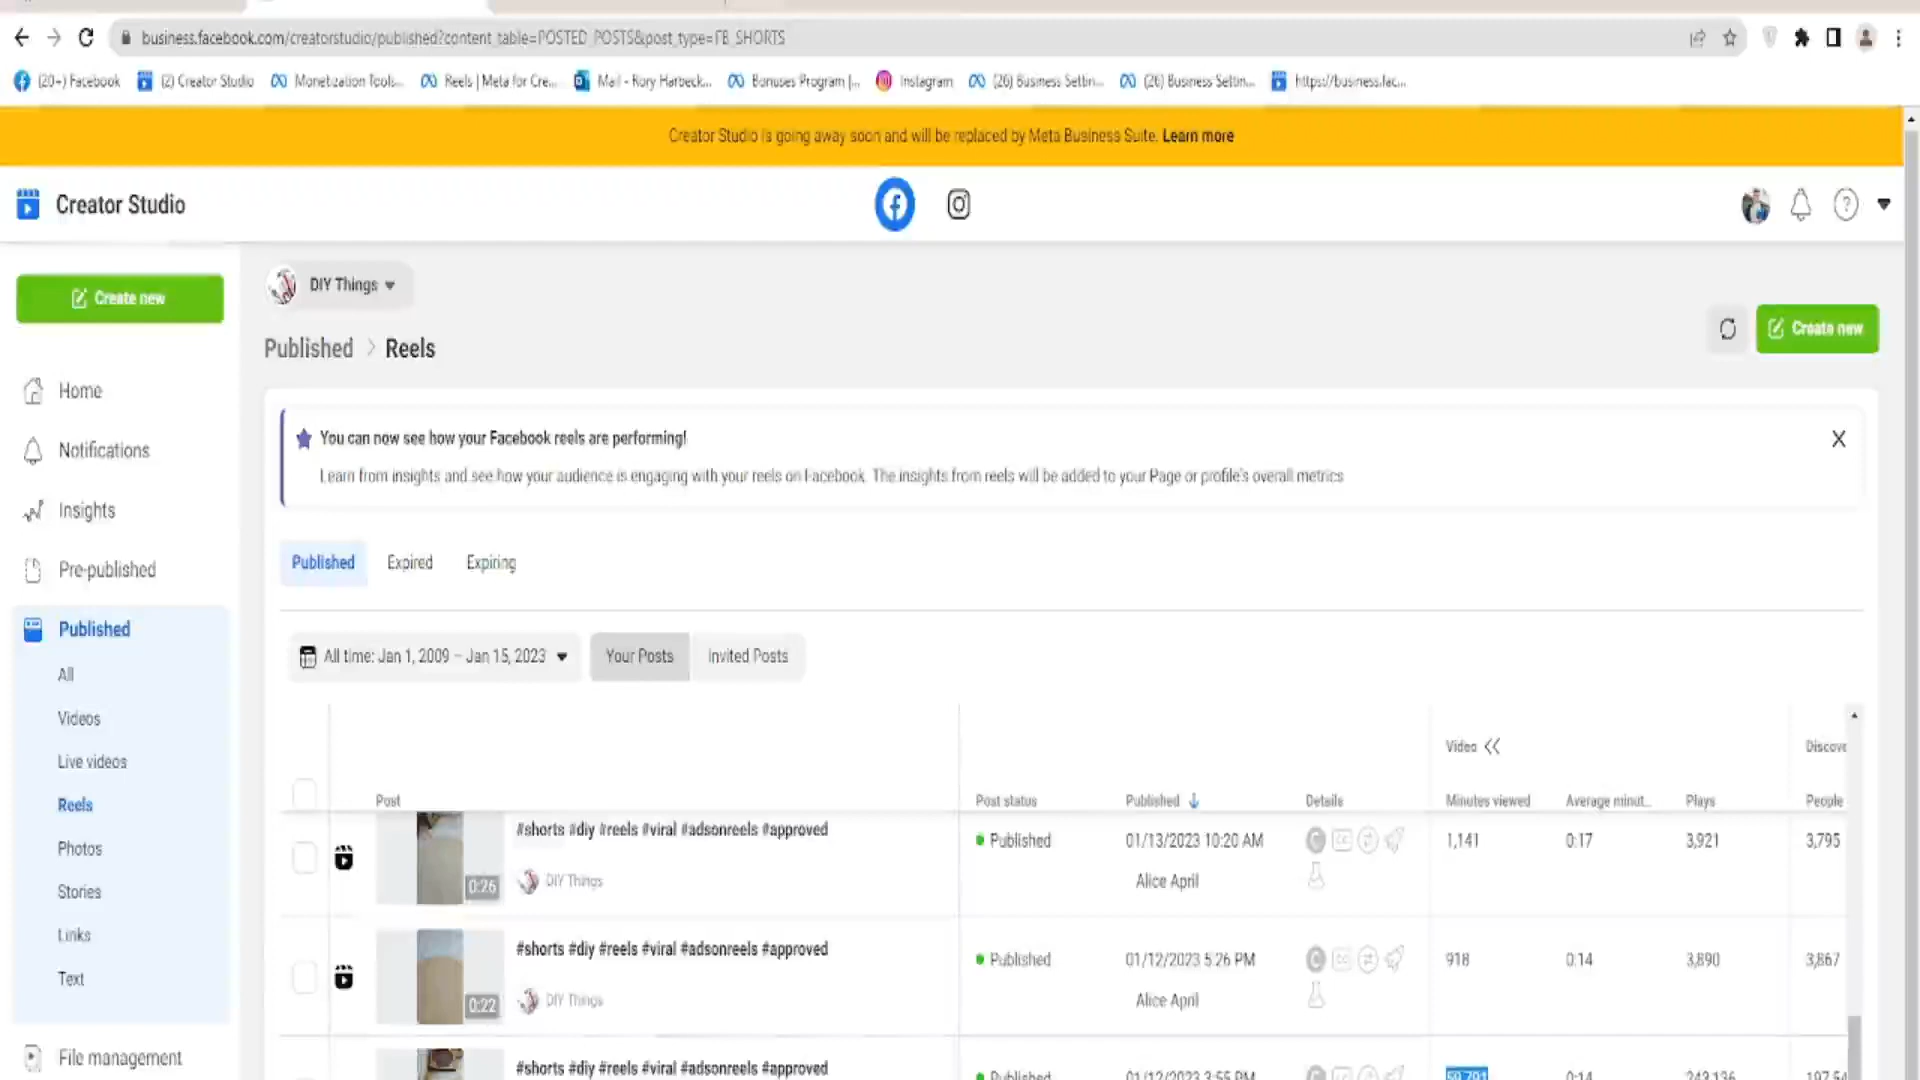 business.facebook.com/creatorstudio/published?content_table=POSTED_POSTS&post_type=FB_SHORTS
(20+) Facebook
(2) Creator Studio
Monetization Tools...
Reels | Meta for Cre...
Mail - Rory Harbeck...
Bonuses Program |...
Instagram
(26) Business Settin...
(26) Business Settin...
https://business.fac...
Creator Studio is going away soon and will be replaced by Meta Business Suite. Learn more
Creator Studio
Create new
DIY Things
Create new
Published > Reels
Home
Notifications
Insights
Pre-published
Published
All
Videos
Live videos
Reels
Photos
Stories
Links
Text
File management
You can now see how your Facebook reels are performing!
Learn from insights and see how your audience is engaging with your reels on Facebook. The insights from reels will be added to your Page or profile's overall metrics
Published Expired Expiring
All time: Jan 1, 2009 – Jan 15, 2023
Your Posts
Invited Posts
Video
Discove
Post
Post status
Published
Details
Minutes viewed
Average minut...
Plays
People
#shorts #diy #reels #viral #adsonreels #approved
0:26
DIY Things
Published
01/13/2023 10:20 AM
Alice April
1,141
0:17
3,921
3,795
#shorts #diy #reels #viral #adsonreels #approved
0:22
DIY Things
Published
01/12/2023 5:26 PM
Alice April
918
0:14
3,890
3,867
#shorts #diy #reels #viral #adsonreels #approved
Published
01/12/2023 3:55 PM
0:14
243,136
197,54